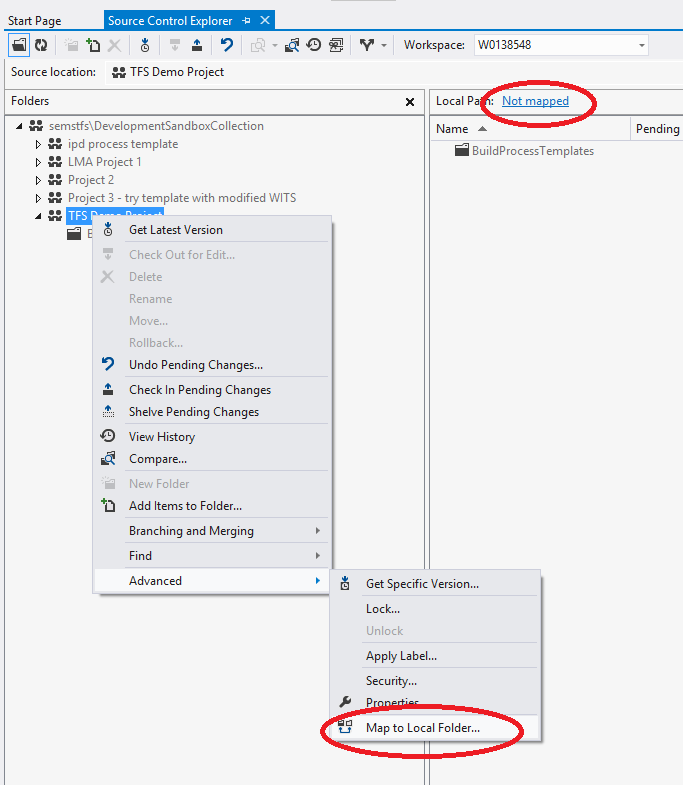 Start Page
Source Control Explorer
Workspace: W0138548
Source location: TFS Demo Project
Folders
Local Path: Not mapped
Name
Pending
semstfs\DevelopmentSandboxCollection
ipd process template
LMA Project 1
Project 2
Project 3 - try template with modified WITS
TFS Demo Project
BuildProcessTemplates
Get Latest Version
Check Out for Edit...
Delete
Rename
Move...
Rollback...
Undo Pending Changes...
Check In Pending Changes
Shelve Pending Changes
View History
Compare...
New Folder
Add Items to Folder...
Branching and Merging
Find
Advanced
Get Specific Version...
Lock...
Unlock
Apply Label...
Security...
Properties...
Map to Local Folder...